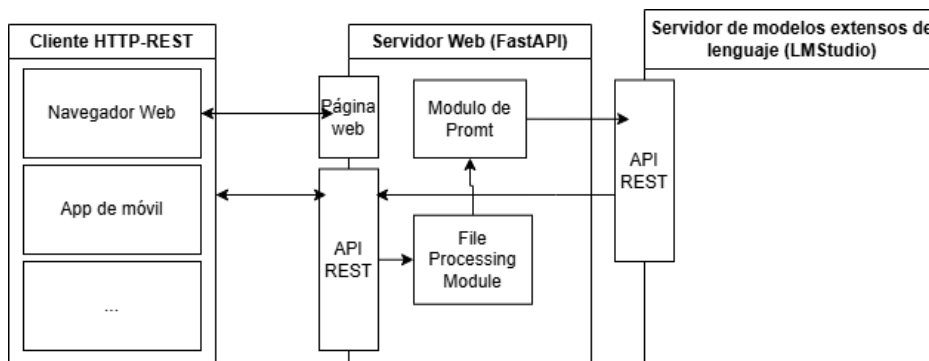 Cliente HTTP-REST
Navegador Web
App de móvil
...
Servidor Web (FastAPI)
Página
web
API
REST
Modulo de
Promt
File
Processing
Module
Servidor de modelos extensos de
lenguaje (LMStudio)
API
REST